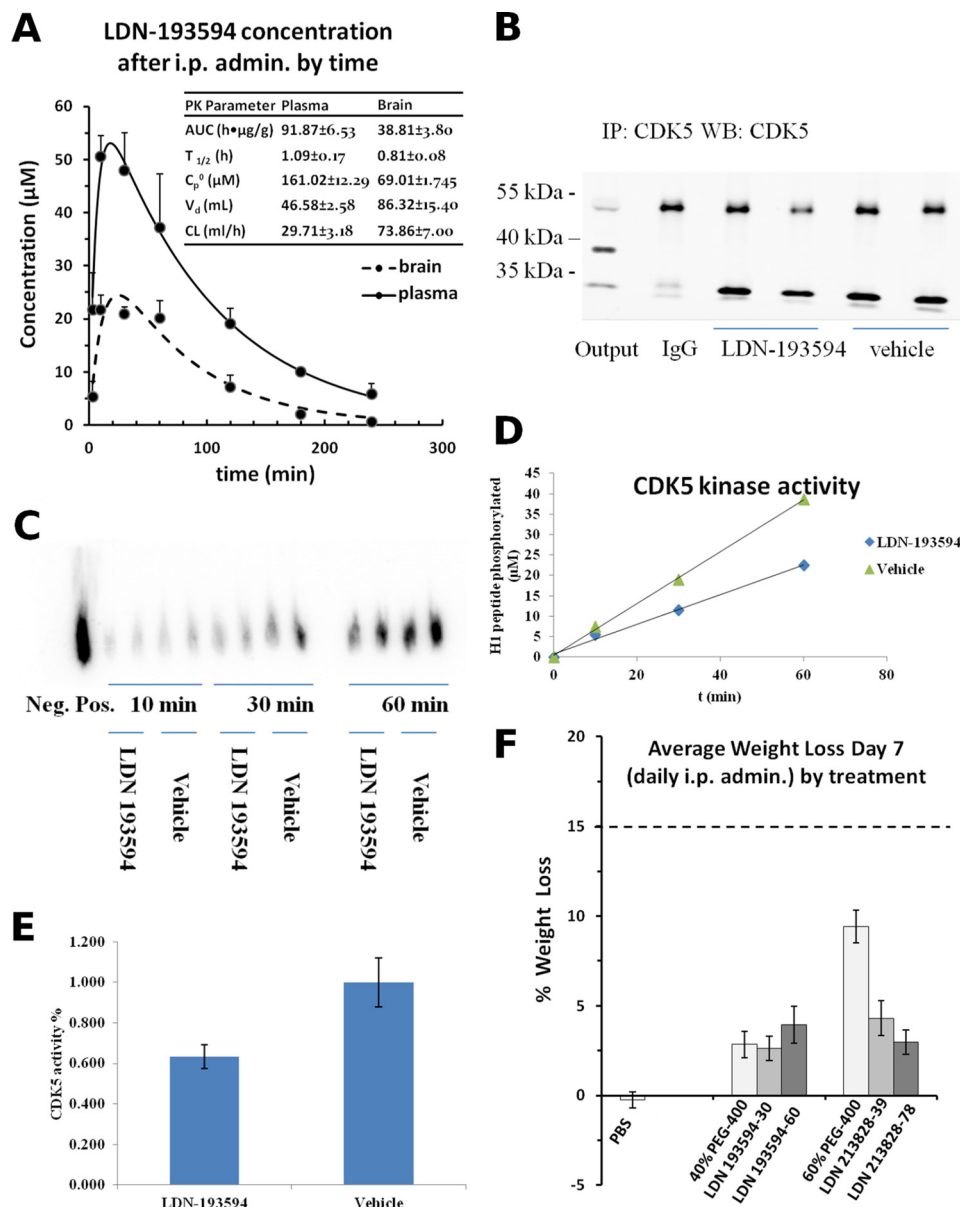 A
LDN-193594 concentration
after i.p. admin. by time
60
50
40
30
20
10
0
Concentration (µM)
PK Parameter Plasma Brain
AUC (h•µg/g) 91.87±6.53 38.81±3.80
T 1/2 (h) 1.09±0.17 0.81±0.08
Cp⁰ (µM) 161.02±12.29 69.01±1.745
Vd (mL) 46.58±2.58 86.32±15.40
CL (ml/h) 29.71±3.18 73.86±7.00
brain
plasma
0 100 200 300
time (min)
B
IP: CDK5 WB: CDK5
55 kDa -
40 kDa –
35 kDa -
Output IgG LDN-193594 vehicle
C
Neg. Pos. 10 min 30 min 60 min
LDN 193594
Vehicle
LDN 193594
Vehicle
LDN 193594
Vehicle
D
CDK5 kinase activity
45
40
35
30
25
20
15
10
5
0
H1 peptide phosphorylated
(µM)
LDN-193594
Vehicle
0 20 40 60 80
t (min)
E
1.200
1.000
0.800
0.600
0.400
0.200
0.000
CDK5 activity %
LDN-193594 Vehicle
F
Average Weight Loss Day 7
(daily i.p. admin.) by treatment
20
15
10
5
0
-5
% Weight Loss
PBS
40% PEG-400
LDN 193594-30
LDN 193594-60
60% PEG-400
LDN 213828-39
LDN 213828-78